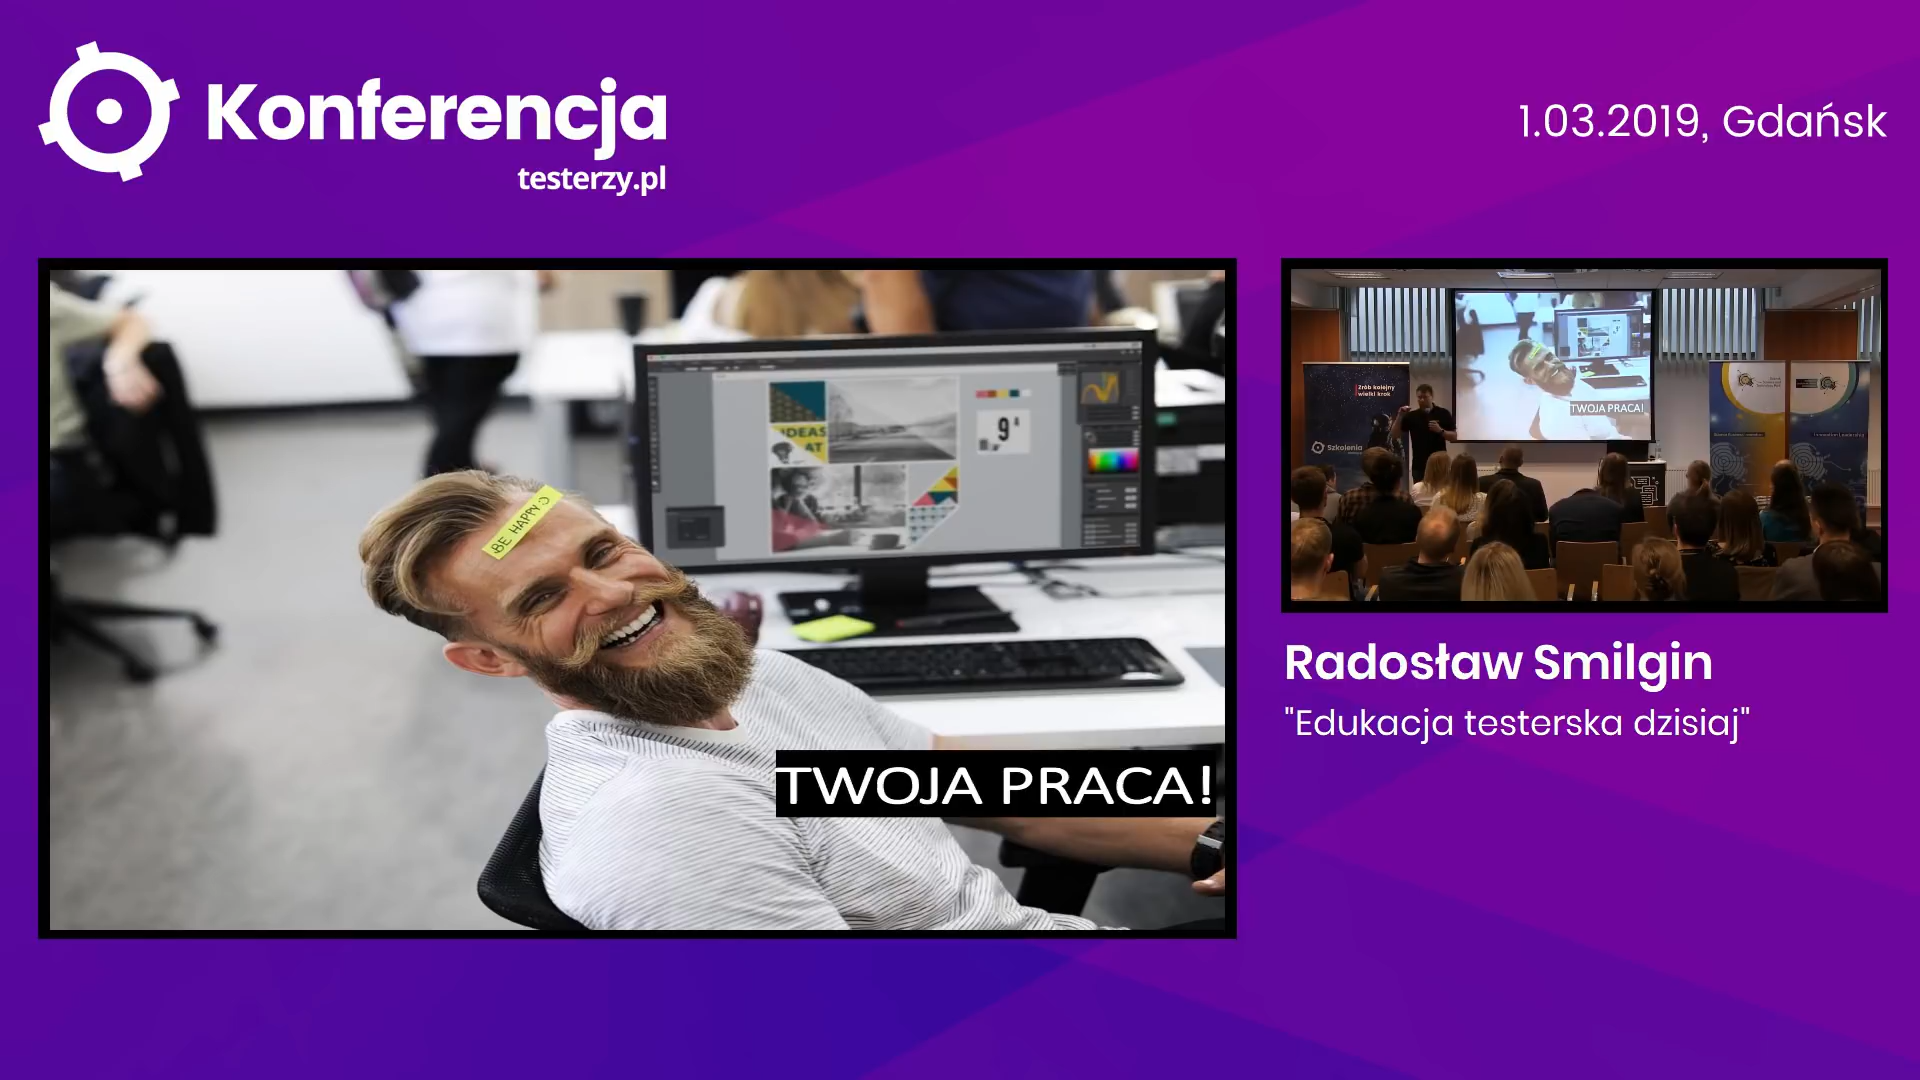 Konferencja
testerzy.pl
1.03.2019, Gdańsk
BE HAPPY
IDEAS
AT
9
TWOJA PRACA!
Zrób kolejny
wielki krok
Szkolenia
TWOJA PRACA!
Radosław Smilgin
"Edukacja testerska dzisiaj"